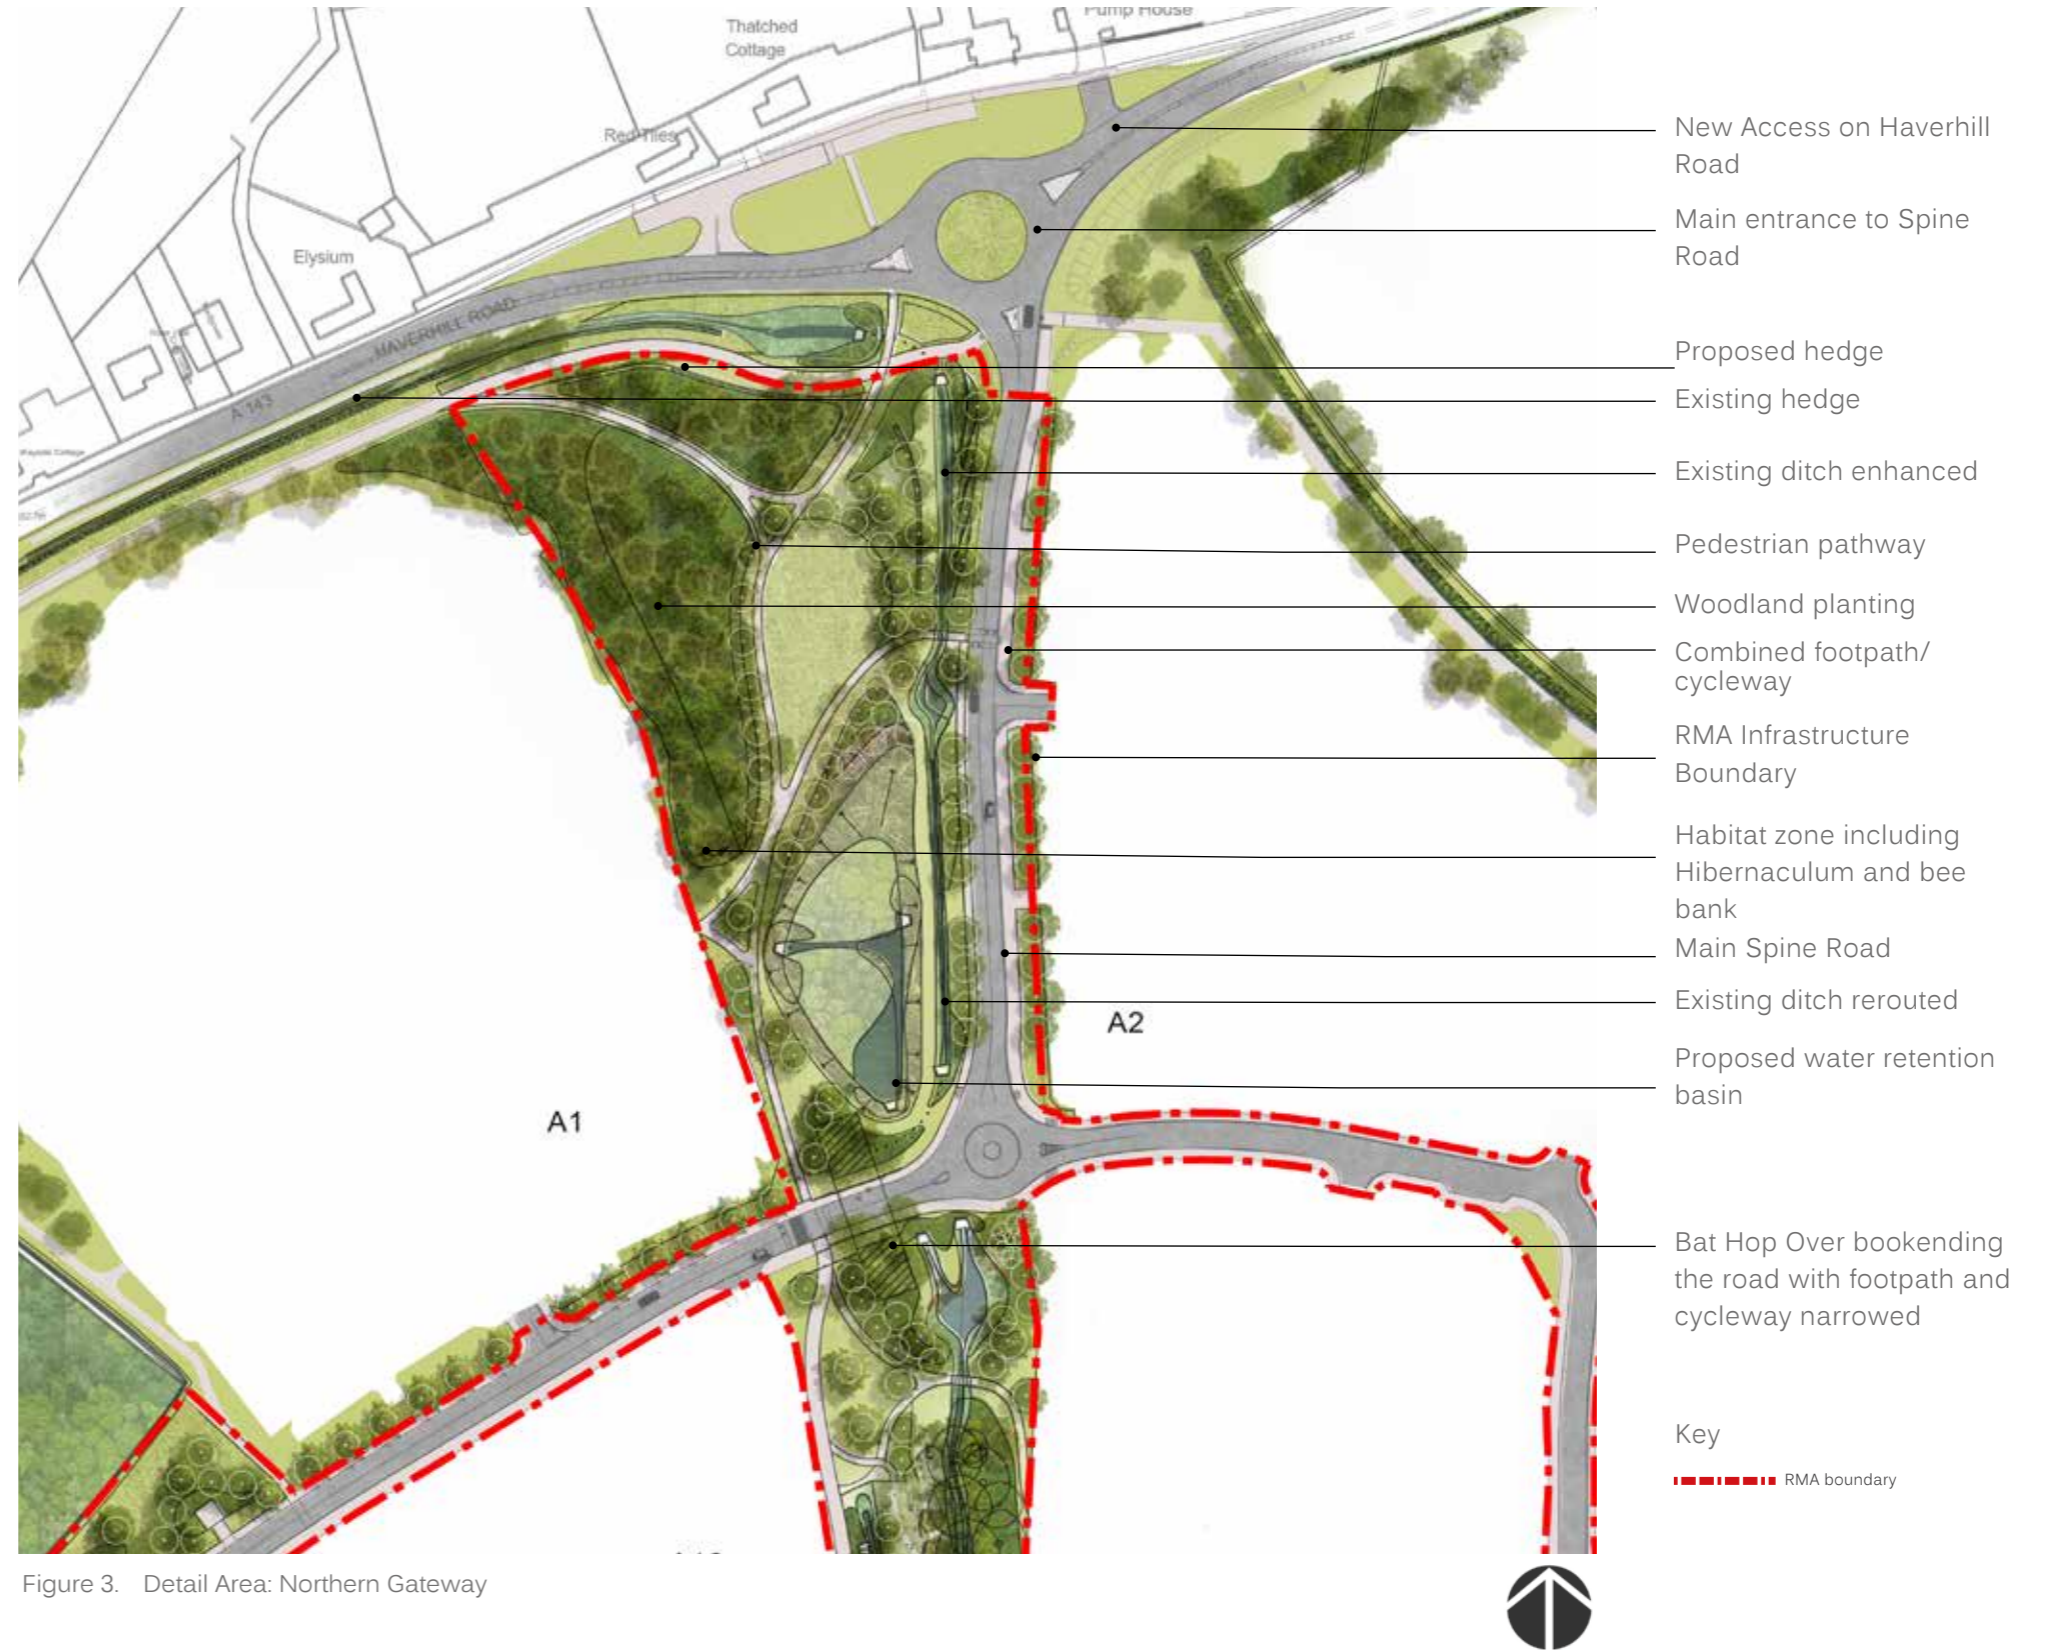 Thatched
Cottage
Pump House
Red Tiles
Elysium
HAVERHILL ROAD
A 143
Wayside Cottage
A2
A1
New Access on Haverhill
Road
Main entrance to Spine
Road
Proposed hedge
Existing hedge
Existing ditch enhanced
Pedestrian pathway
Woodland planting
Combined footpath/
cycleway
RMA Infrastructure
Boundary
Habitat zone including
Hibernaculum and bee
bank
Main Spine Road
Existing ditch rerouted
Proposed water retention
basin
Bat Hop Over bookending
the road with footpath and
cycleway narrowed
Key
RMA boundary
Figure 3. Detail Area: Northern Gateway